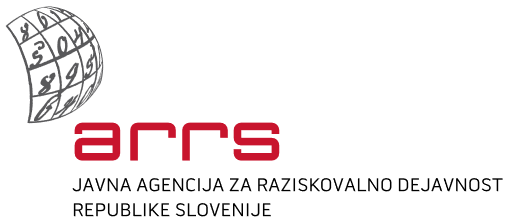 arrs
JAVNA AGENCIJA ZA RAZISKOVALNO DEJAVNOST
REPUBLIKE SLOVENIJE